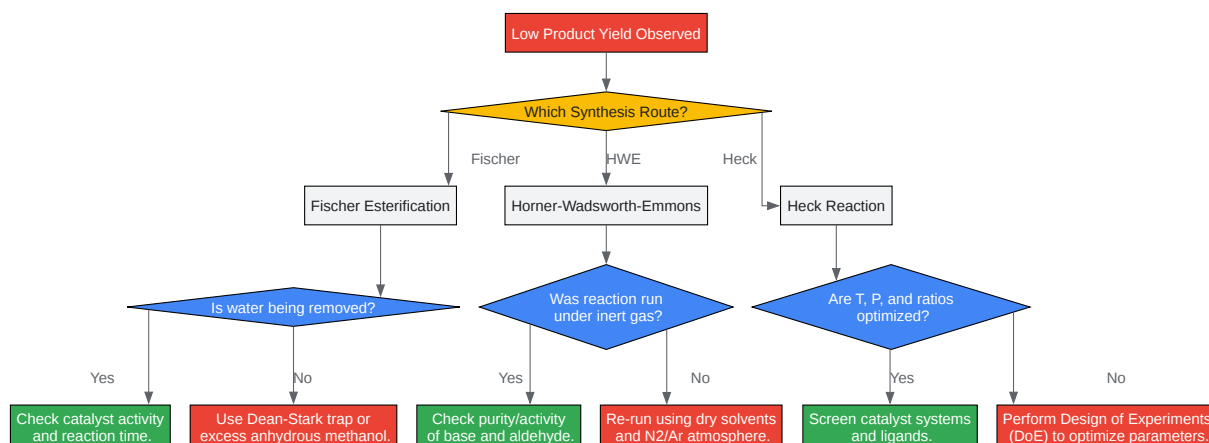 Low Product Yield Observed
Which Synthesis Route?
Fischer
HWE
Heck
Fischer Esterification
Horner-Wadsworth-Emmons
Heck Reaction
Is water being removed?
Was reaction run
under inert gas?
Are T, P, and ratios
optimized?
Yes
No
Yes
No
Yes
No
Check catalyst activity
and reaction time.
Use Dean-Stark trap or
excess anhydrous methanol.
Check purity/activity
of base and aldehyde.
Re-run using dry solvents
and N2/Ar atmosphere.
Screen catalyst systems
and ligands.
Perform Design of Experiments
(DoE) to optimize parameters.